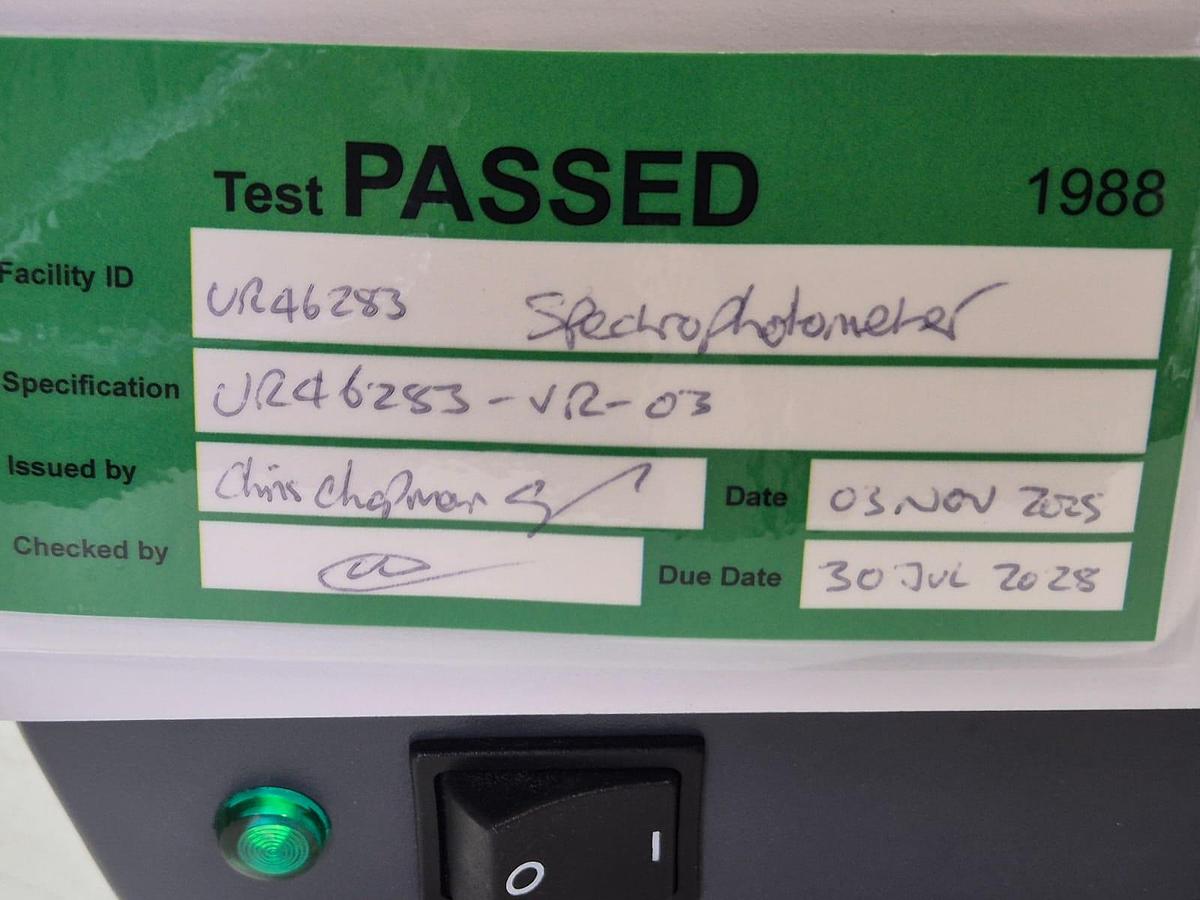 Test PASSED 1988
Facility ID UR46283 Spectrophotometer
Specification UR46283-VR-03
Issued by Chris Chapman Date 03 NOV 2025
Checked by Due Date 30 JUL 2028
O I